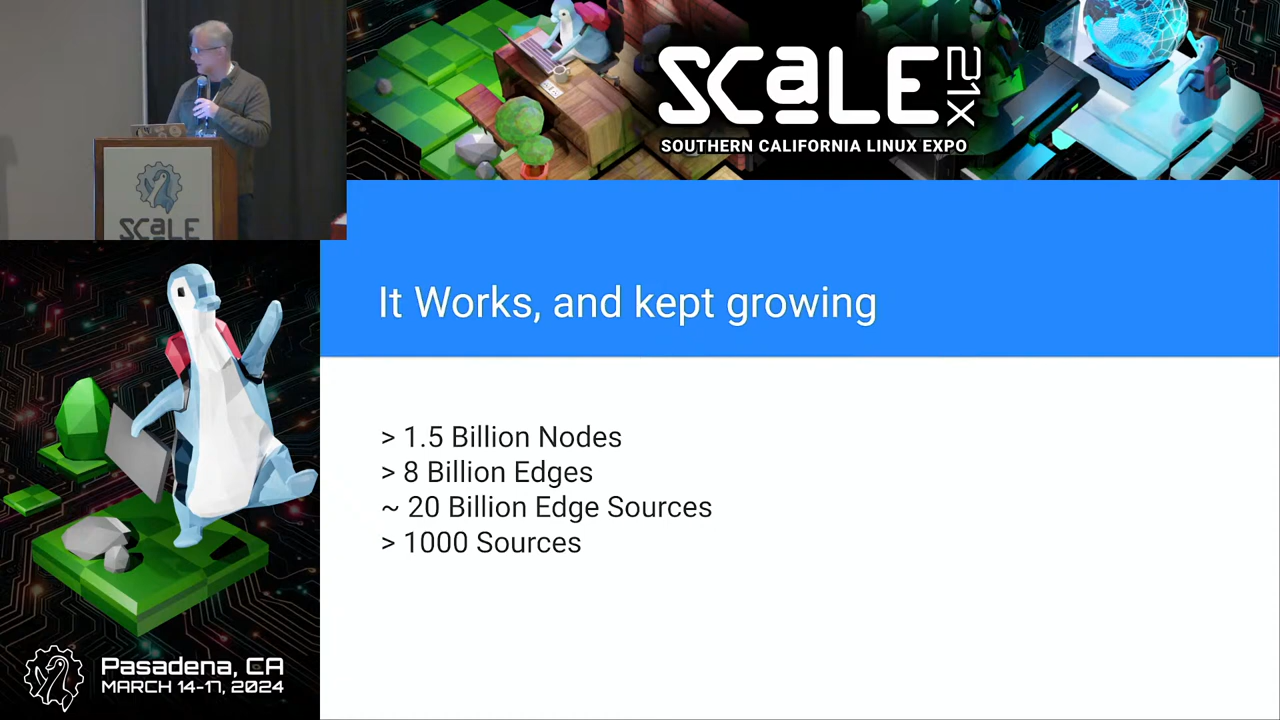 SCALE
21X
SOUTHERN CALIFORNIA LINUX EXPO
SCALE
It Works, and kept growing
> 1.5 Billion Nodes
> 8 Billion Edges
~ 20 Billion Edge Sources
> 1000 Sources
Pasadena, CA
MARCH 14-17, 2024